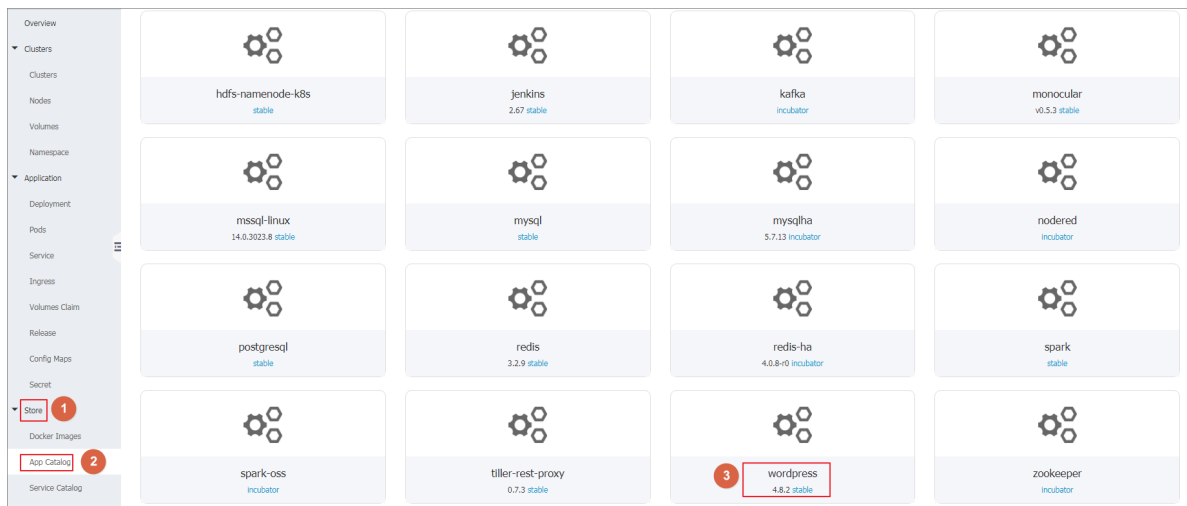 Overview
Clusters
Clusters
Nodes
Volumes
Namespace
Application
Deployment
Pods
Service
Ingress
Volumes Claim
Release
Config Maps
Secret
Store 1
Docker Images
App Catalog 2
Service Catalog
hdfs-namenode-k8s
stable
jenkins
2.67 stable
kafka
incubator
monocular
v0.5.3 stable
mssql-linux
14.0.3023.8 stable
mysql
stable
mysqlha
5.7.13 incubator
nodered
incubator
postgresql
stable
redis
3.2.9 stable
redis-ha
4.0.8-r0 incubator
spark
stable
spark-oss
incubator
tiller-rest-proxy
0.7.3 stable
3 wordpress
4.8.2 stable
zookeeper
incubator